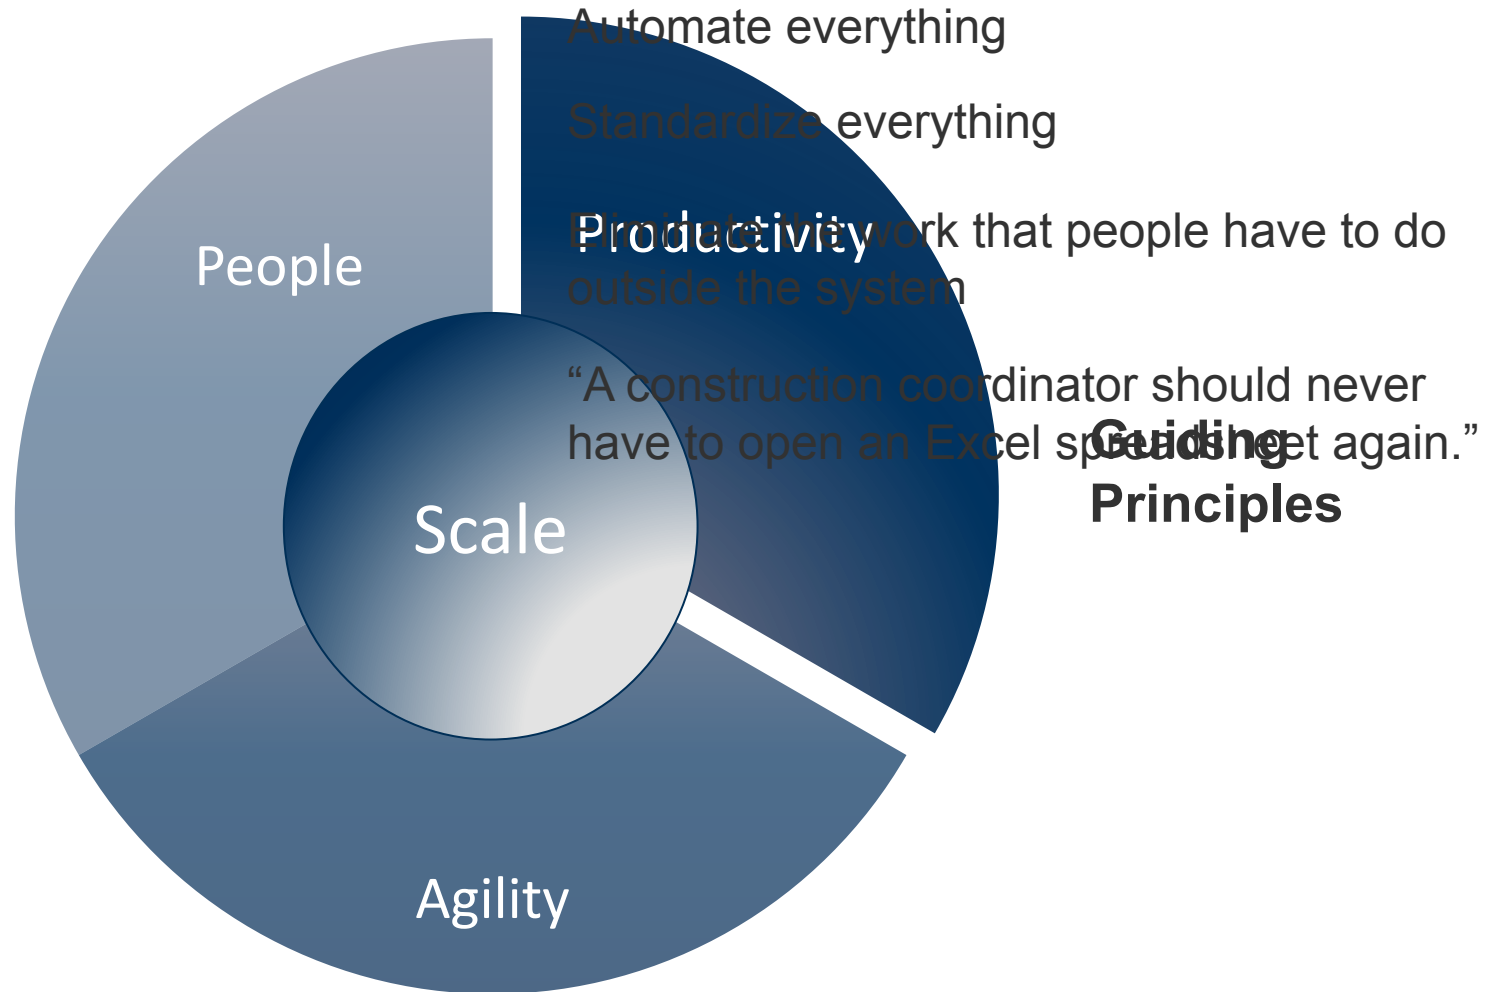 Automate everything
Standardize everything
Eliminate the work that people have to do
outside the system
“A construction coordinator should never
have to open an Excel spreadsheet again.”
Guiding
Principles
Productivity
People
Scale
Agility